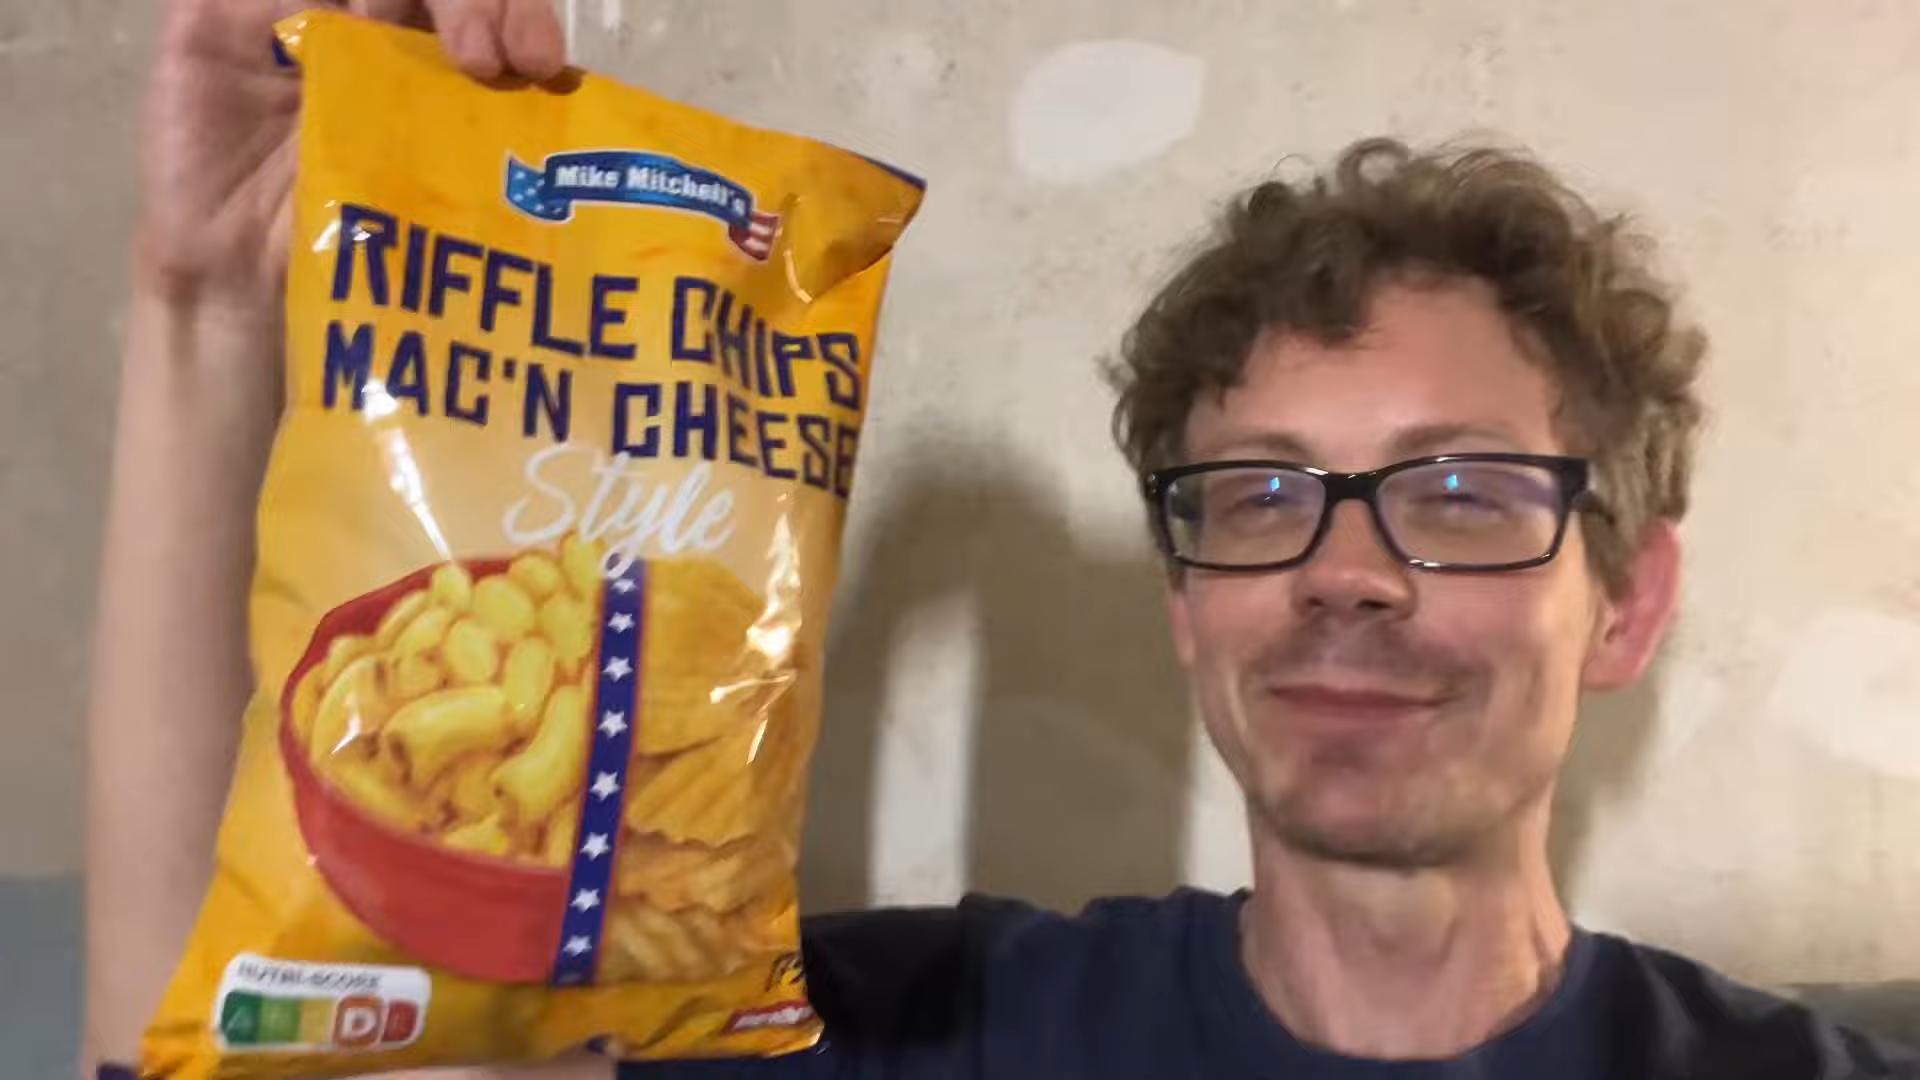 Mike Mitchell's
RIFFLE CHIPS
MAC'N CHEESE
Style
NUTRI-SCORE
A B C D E